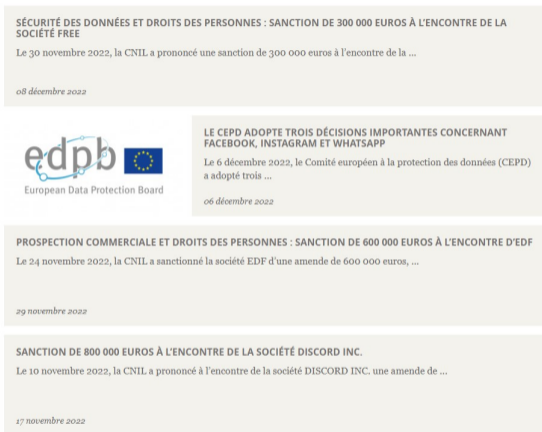 SÉCURITÉ DES DONNÉES ET DROITS DES PERSONNES : SANCTION DE 300 000 EUROS À L'ENCONTRE DE LA
SOCIÉTÉ FREE
Le 30 novembre 2022, la CNIL a prononcé une sanction de 300 000 euros à l'encontre de la ...
08 décembre 2022
edpb
European Data Protection Board
LE CEPD ADOPTE TROIS DÉCISIONS IMPORTANTES CONCERNANT
FACEBOOK, INSTAGRAM ET WHATSAPP
Le 6 décembre 2022, le Comité européen à la protection des données (CEPD)
a adopté trois ...
06 décembre 2022
PROSPECTION COMMERCIALE ET DROITS DES PERSONNES : SANCTION DE 600 000 EUROS À L'ENCONTRE D'EDF
Le 24 novembre 2022, la CNIL a sanctionné la société EDF d'une amende de 600 000 euros, ...
29 novembre 2022
SANCTION DE 800 000 EUROS À L'ENCONTRE DE LA SOCIÉTÉ DISCORD INC.
Le 10 novembre 2022, la CNIL a prononcé à l'encontre de la société DISCORD INC. une amende de ...
17 novembre 2022